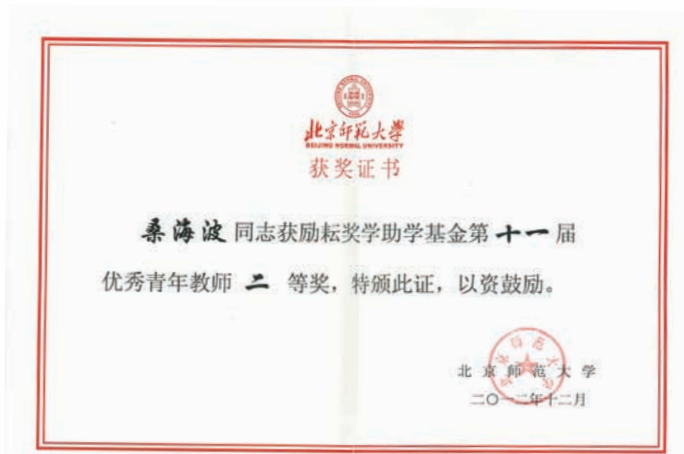 北京师范大学
BEIJING NORMAL UNIVERSITY
获奖证书
桑海波同志获励耘奖学助学基金第十一届
优秀青年教师 二 等奖，特颁此证，以资鼓励。
北京师范大学
二〇一二年十二月